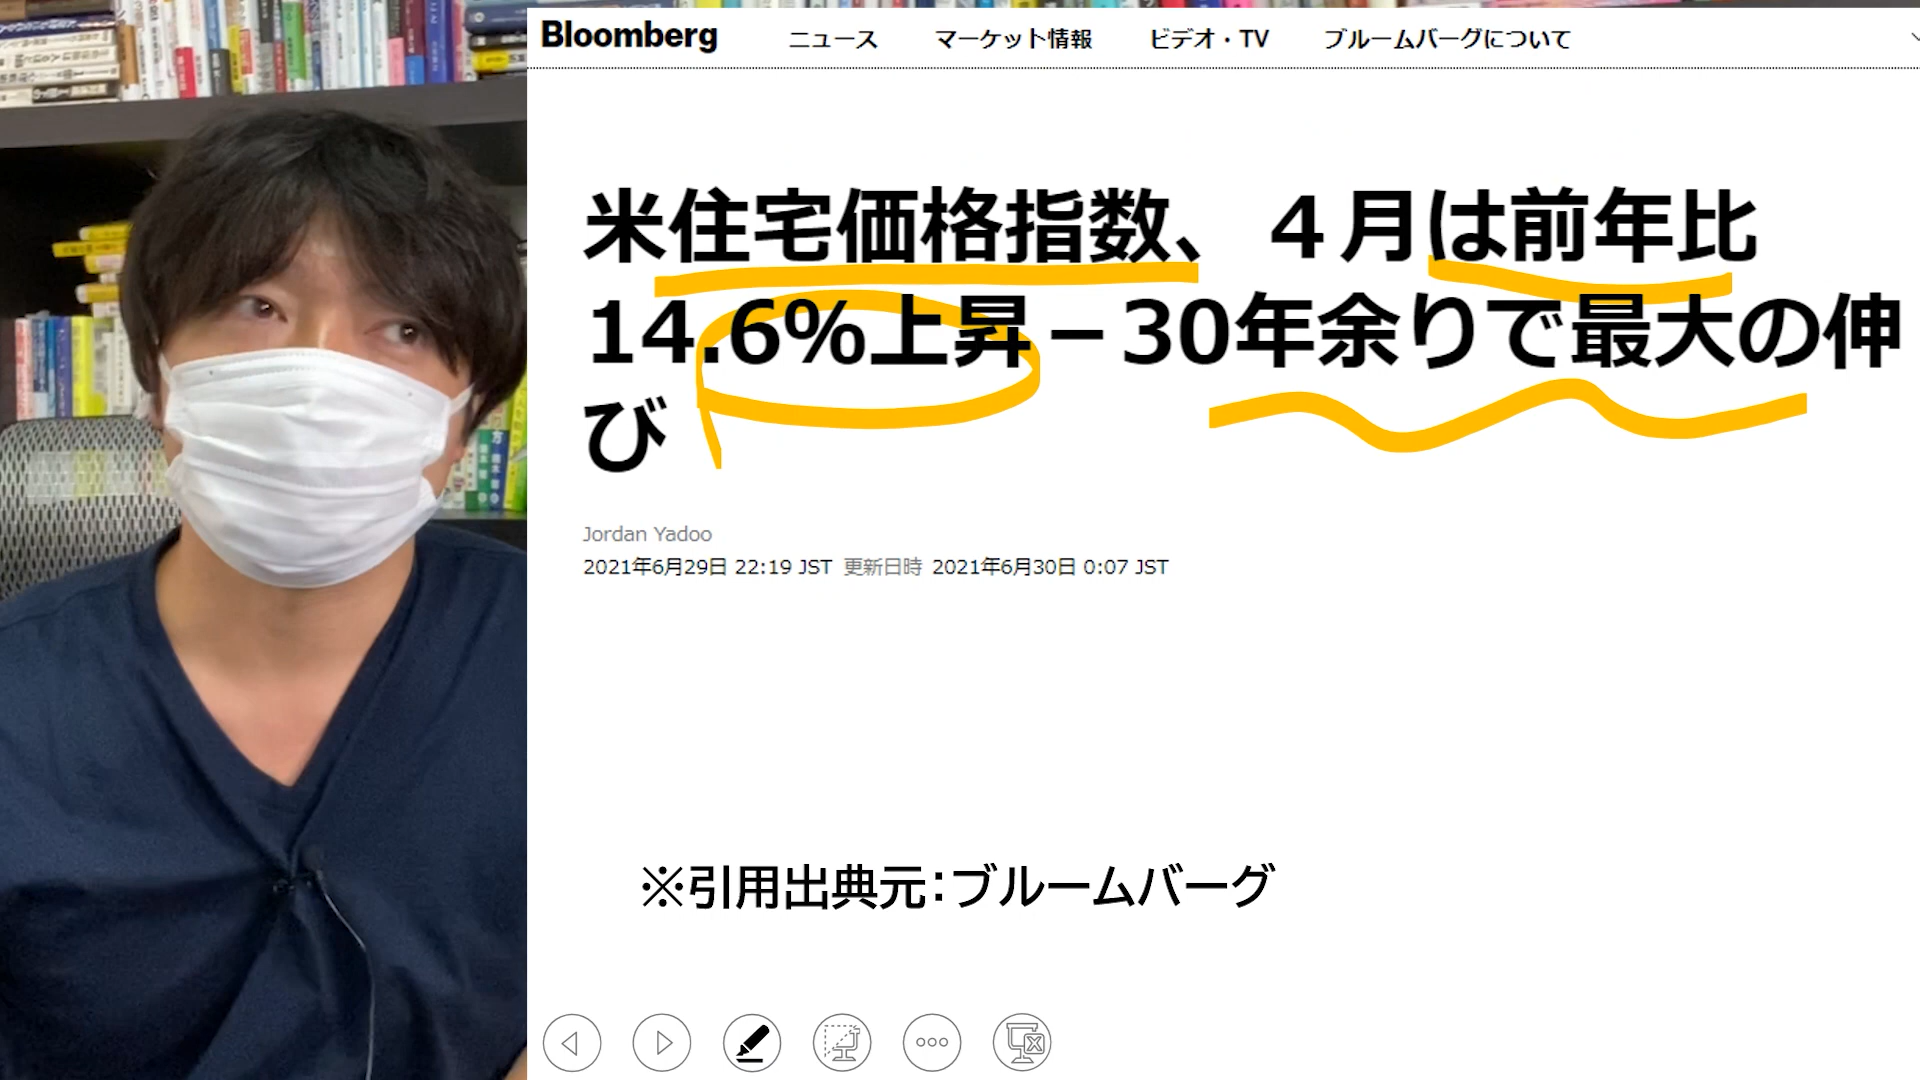 Bloomberg ニュース マーケット情報 ビデオ・TV ブルームバーグについて
米住宅価格指数、４月は前年比
14.6％上昇－30年余りで最大の伸
び
Jordan Yadoo
2021年6月29日 22:19 JST 更新日時 2021年6月30日 0:07 JST
※引用出典元：ブルームバーグ